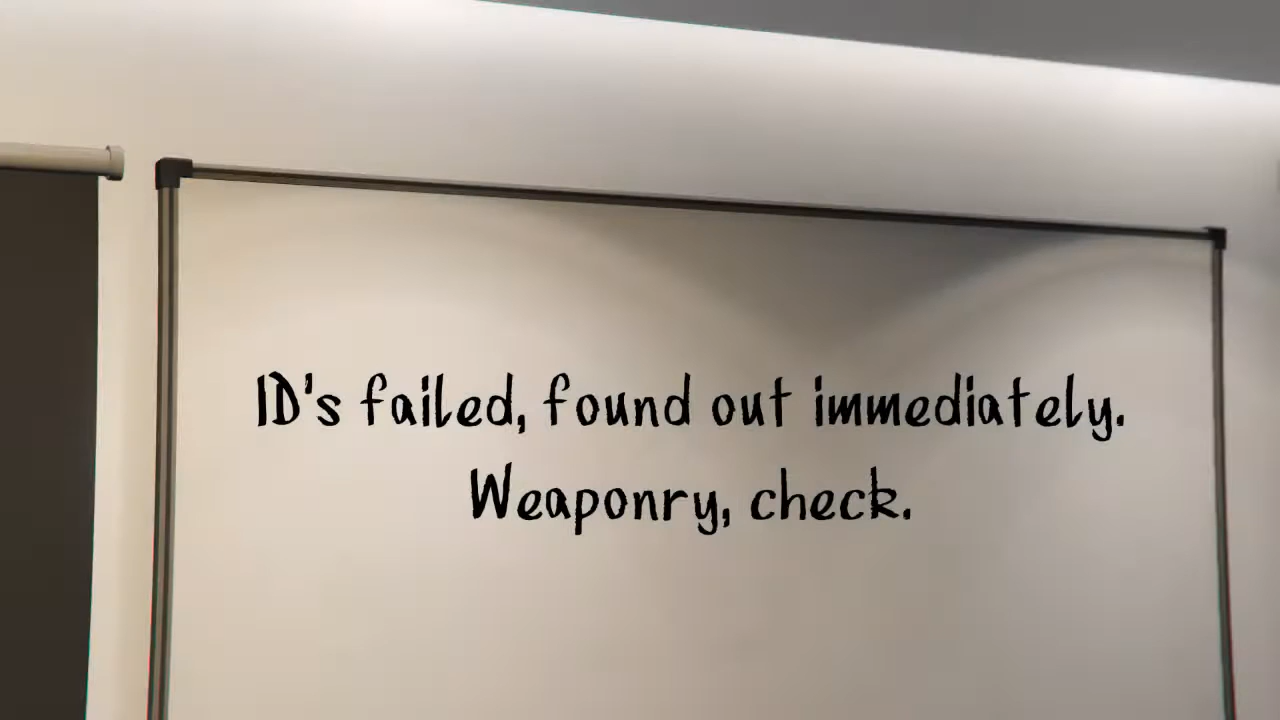 ID's failed, found out immediately.
Weaponry, check.